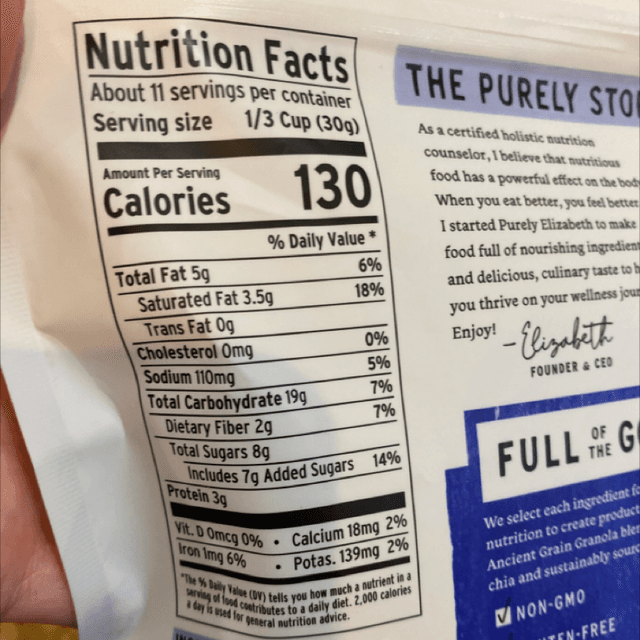 Nutrition Facts
About 11 servings per container
Serving size 1/3 Cup (30g)
Amount Per Serving
Calories 130
% Daily Value *
Total Fat 5g 6%
Saturated Fat 3.5g 18%
Trans Fat 0g
Cholesterol 0mg 0%
Sodium 110mg 5%
Total Carbohydrate 19g 7%
Dietary Fiber 2g 7%
Total Sugars 8g
Includes 7g Added Sugars 14%
Protein 3g
Vit. D 0mcg 0% • Calcium 18mg 2%
Iron 1mg 6% • Potas. 139mg 2%
*The % Daily Value (DV) tells you how much a nutrient in a
serving of food contributes to a daily diet. 2,000 calories
a day is used for general nutrition advice.
THE PURELY
As a certified holistic nutrition
counselor, I believe that nutritious
food has a powerful effect on the
When you eat better, you feel better
I started Purely Elizabeth to make
food full of nourishing
and delicious, culinary taste to
you thrive on your wellness
Enjoy! – Elizabeth
FOUNDER & CEO
FULL OF THE
We select each ingredient
nutrition to create
Ancient Grain Granola
chia and sustainably
NON-GMO